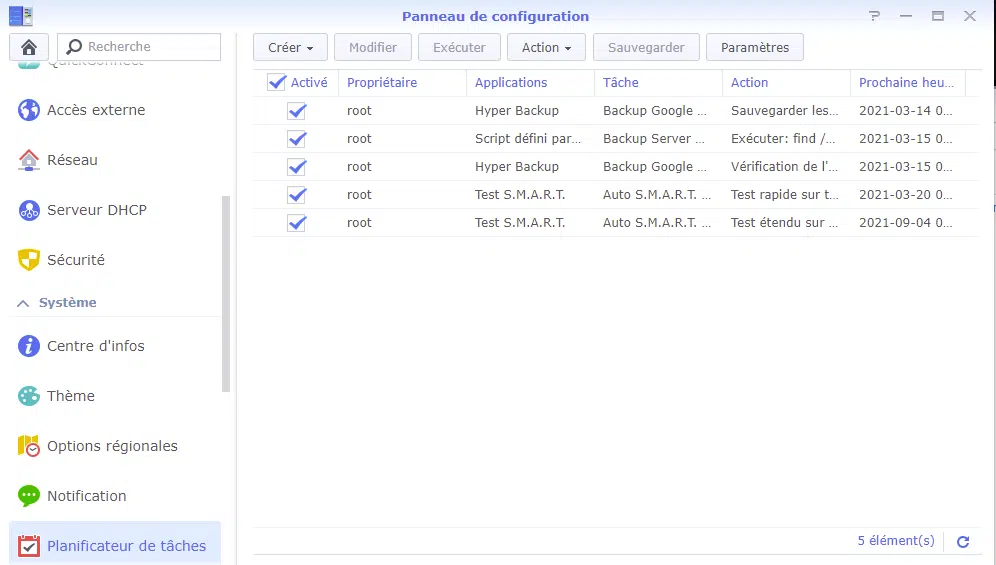 Panneau de configuration
Recherche
QuickConnect
Accès externe
Réseau
Serveur DHCP
Sécurité
Système
Centre d'infos
Thème
Options régionales
Notification
Planificateur de tâches
Créer Modifier Exécuter Action Sauvegarder Paramètres
Activé Propriétaire Applications Tâche Action Prochaine heu...
root Hyper Backup Backup Google ... Sauvegarder les... 2021-03-14 0...
root Script défini par... Backup Server ... Exécuter: find /... 2021-03-15 0...
root Hyper Backup Backup Google ... Vérification de l'... 2021-03-15 0...
root Test S.M.A.R.T. Auto S.M.A.R.T. ... Test rapide sur t... 2021-03-20 0...
root Test S.M.A.R.T. Auto S.M.A.R.T. ... Test étendu sur ... 2021-09-04 0...
5 élément(s)